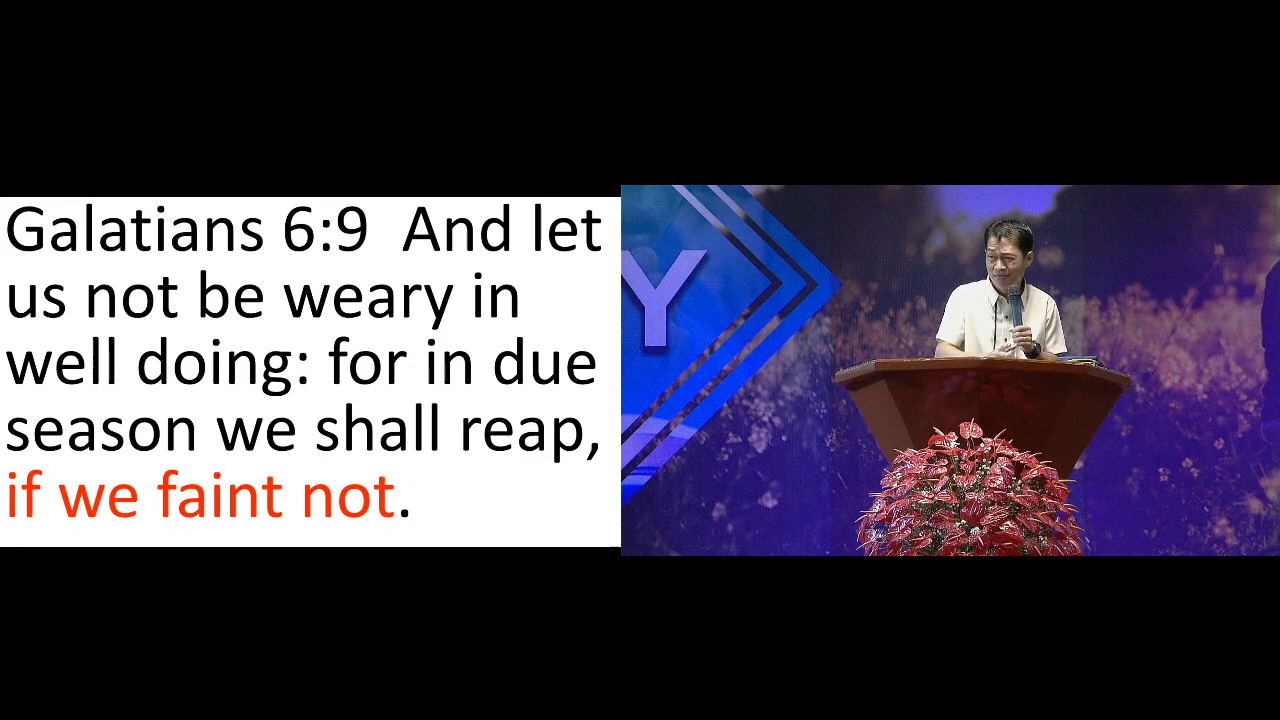 Galatians 6:9  And let
us not be weary in
well doing: for in due
season we shall reap,
if we faint not.
Y